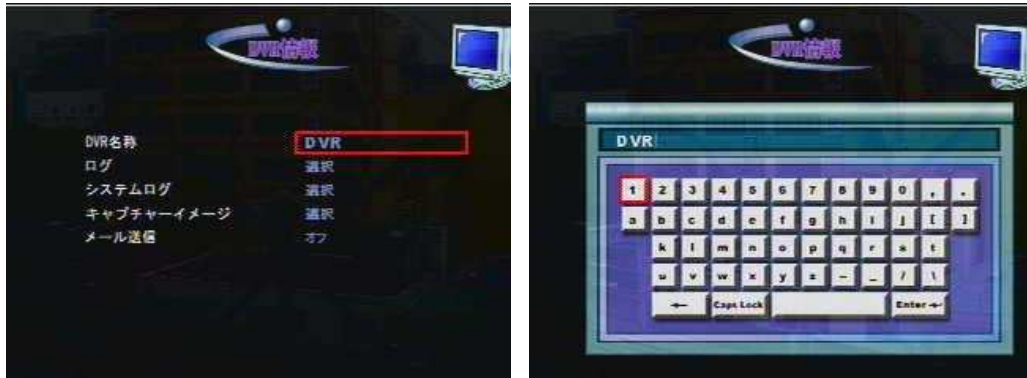 DVR情報
DVR名称 DVR
ログ 選択
システムログ 選択
キャプチャーイメージ 選択
メール送信 オフ
DVR情報
DVR
1 2 3 4 5 6 7 8 9 0 , .
a b c d e f g h i j [ ]
k l m n o p q r s t
u v w x y z - _ / \
← Caps Lock Enter ↵